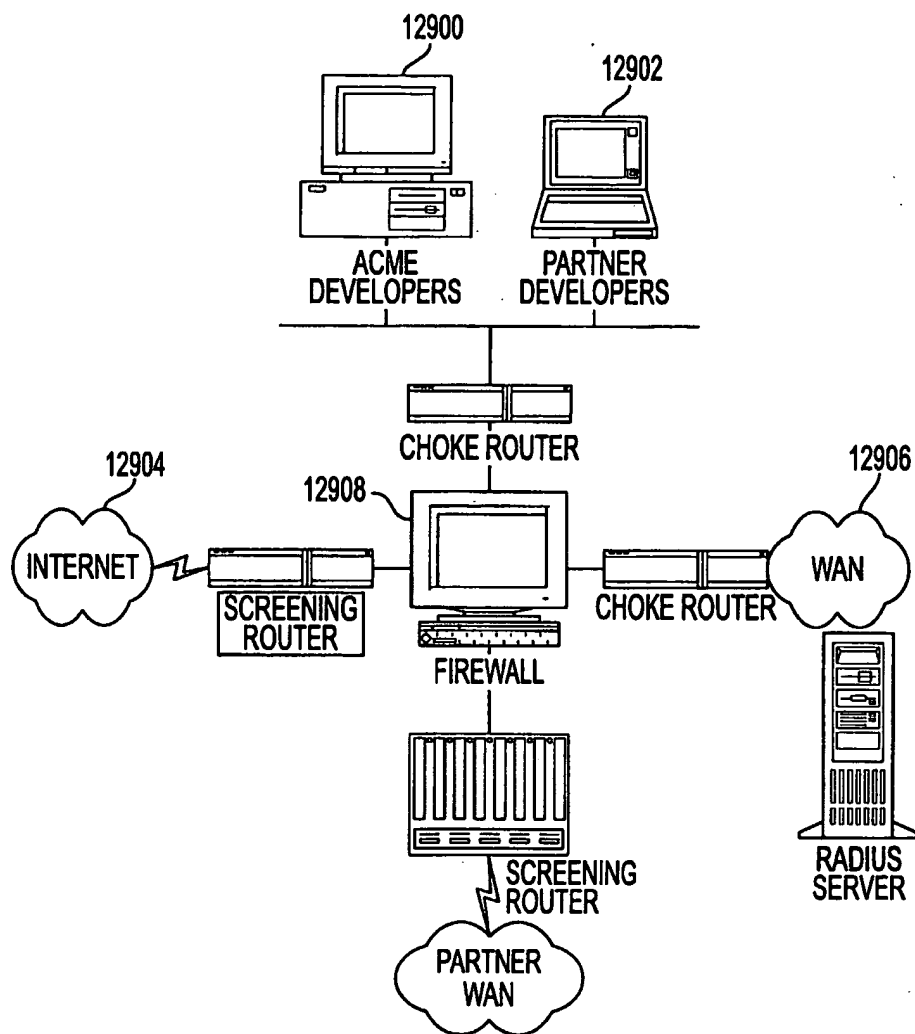 12900
12902
ACME
DEVELOPERS
PARTNER
DEVELOPERS
CHOKE ROUTER
12904
12908
12906
INTERNET
SCREENING
ROUTER
FIREWALL
CHOKE ROUTER
WAN
SCREENING
ROUTER
RADIUS
SERVER
PARTNER
WAN